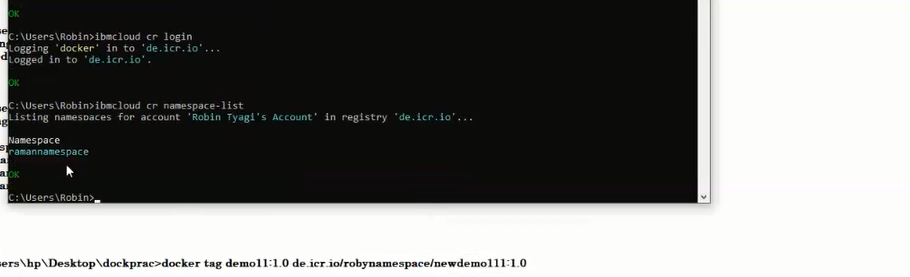 OK
C:\Users\Robin>ibmcloud cr login
Logging 'docker' in to 'de.icr.io'...
Logged in to 'de.icr.io'.
OK
C:\Users\Robin>ibmcloud cr namespace-list
Listing namespaces for account 'Robin Tyagi's Account' in registry 'de.icr.io'...
Namespace
ramannamespace
OK
C:\Users\Robin>
sers\hp\Desktop\dockprac>docker tag demo11:1.0 de.icr.io/robynamespace/newdemo111:1.0